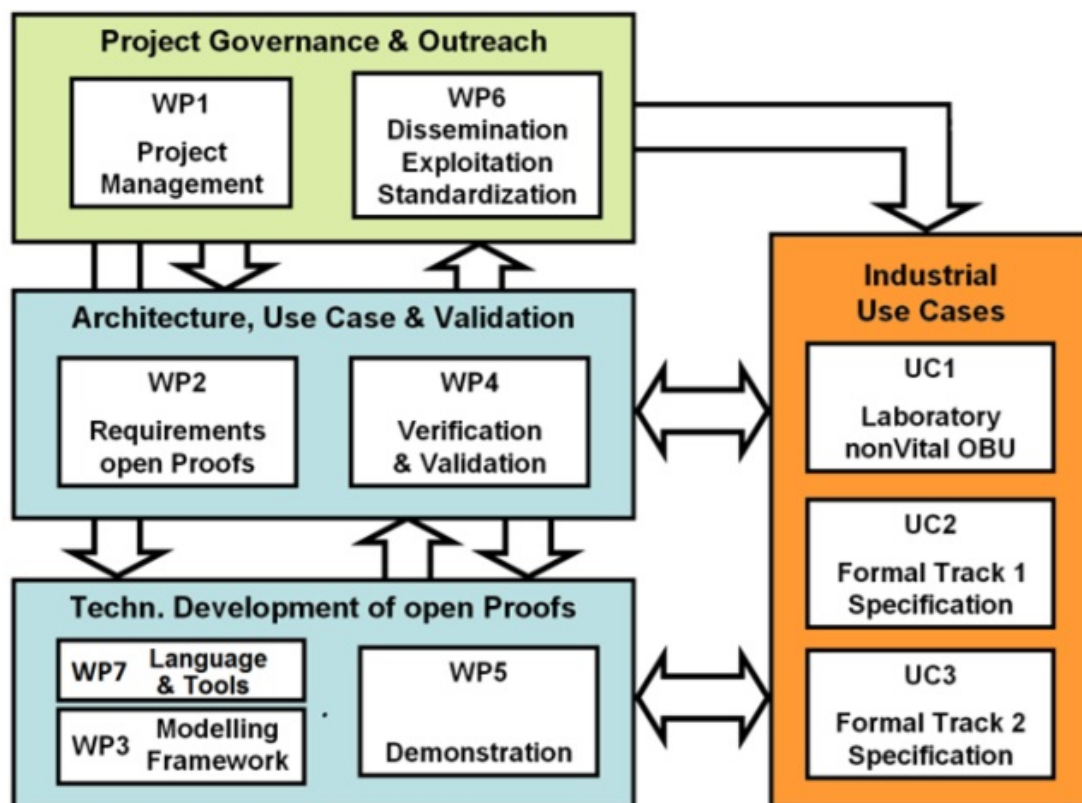 Project Governance & Outreach
WP1
Project
Management
WP6
Dissemination
Exploitation
Standardization
Architecture, Use Case & Validation
WP2
Requirements
open Proofs
WP4
Verification
& Validation
Techn. Development of open Proofs
WP7 Language
& Tools
WP3 Modelling
Framework
WP5
Demonstration
Industrial
Use Cases
UC1
Laboratory
nonVital OBU
UC2
Formal Track 1
Specification
UC3
Formal Track 2
Specification